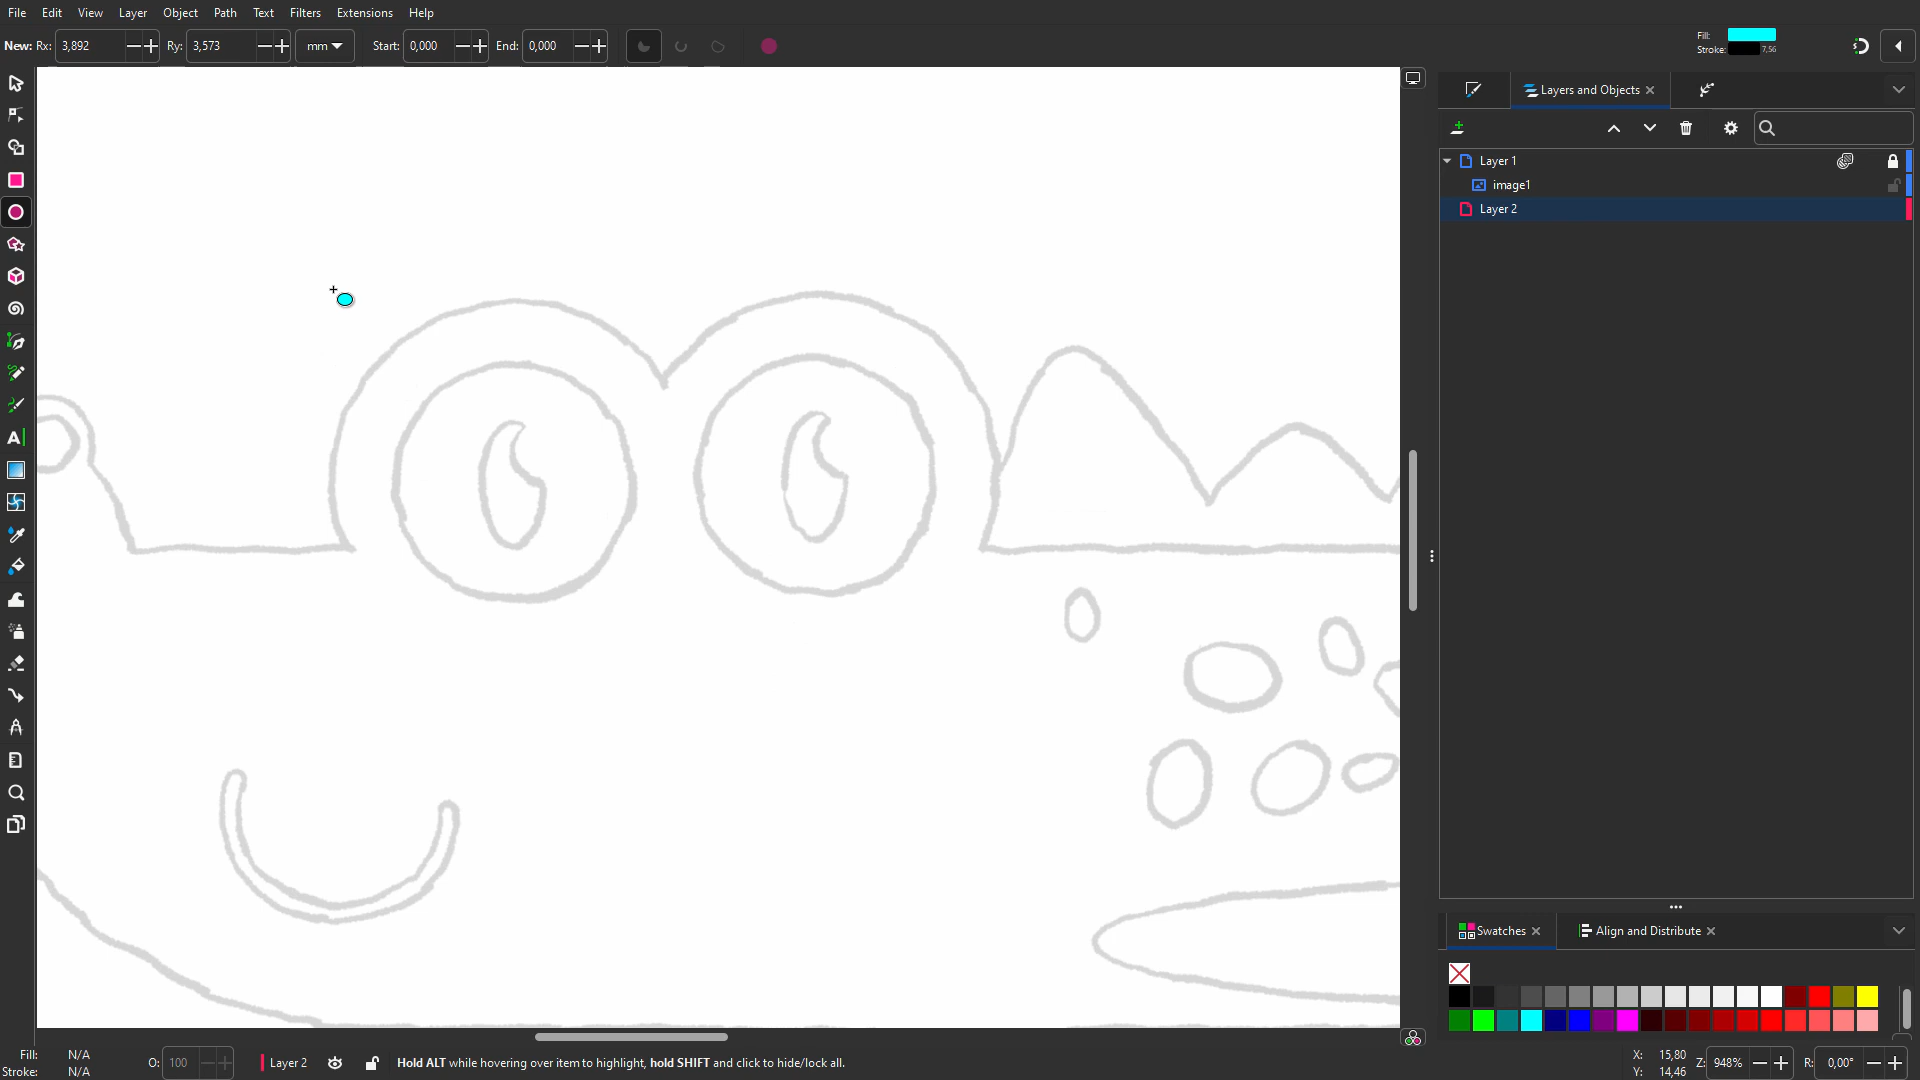 File Edit View Layer Object Path Text Filters Extensions Help
New: Rx: 3,892 Ry: 3,573 mm Start: 0,000 End: 0,000
Fill:
Stroke: 7,56
Layers and Objects
Layer 1
image1
Layer 2
Swatches Align and Distribute
Fill: N/A
Stroke: N/A
O: 100
Layer 2
Hold ALT while hovering over item to highlight, hold SHIFT and click to hide/lock all.
X: 15,80
Y: 14,46
Z: 948%
R: 0,00°